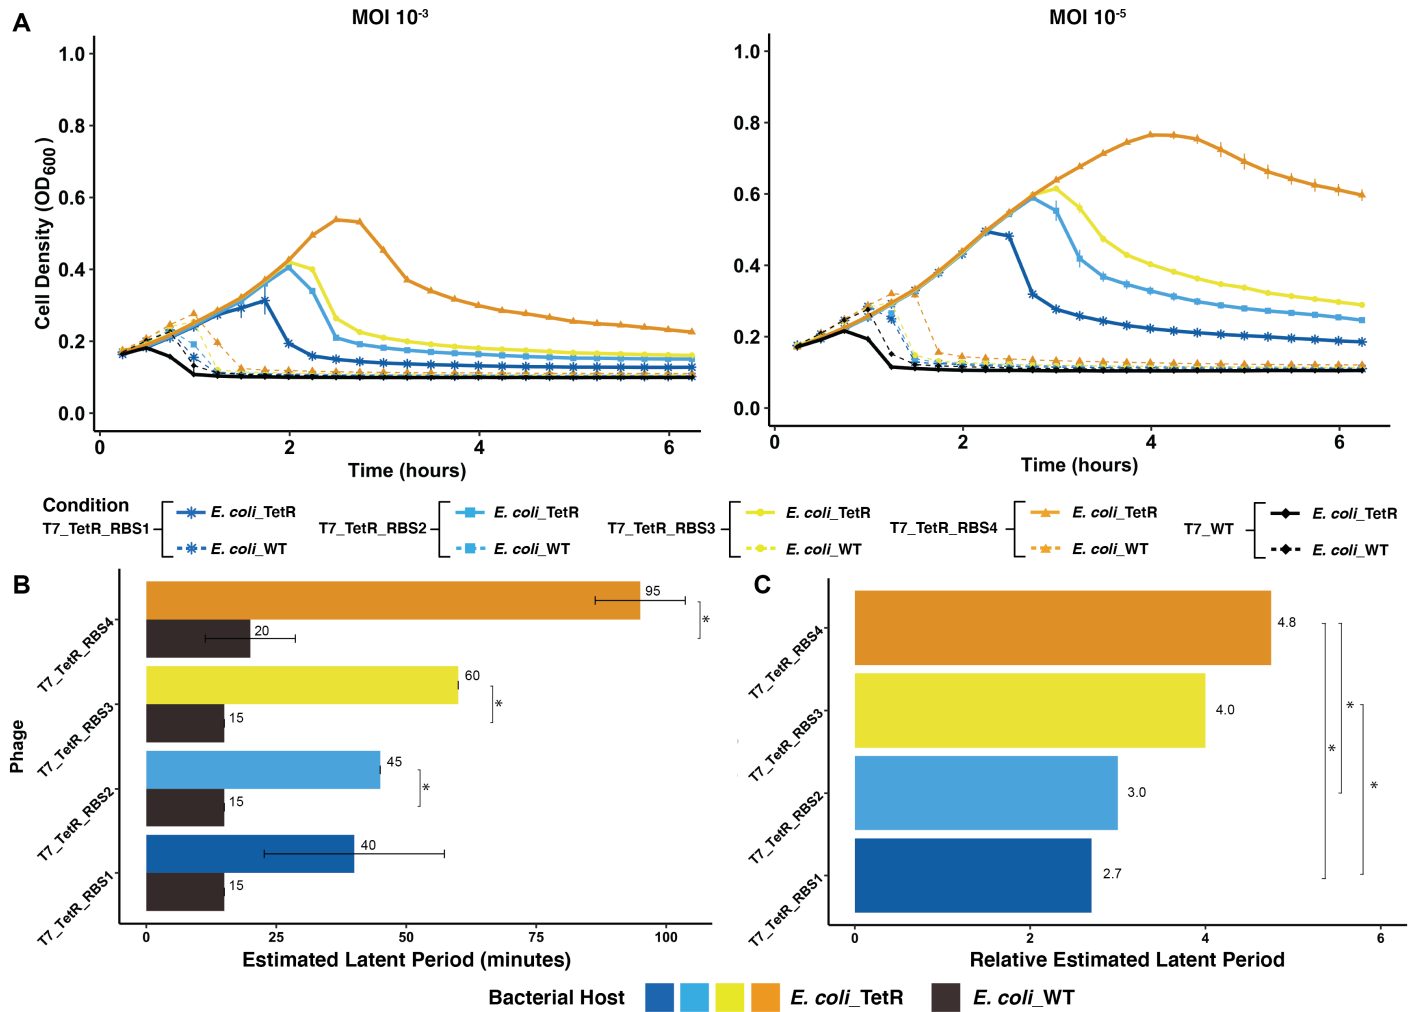 A
MOI 10-3
MOI 10-5
Cell Density (OD600)
1.0
0.8
0.6
0.4
0.2
0.0
0
2
4
6
Time (hours)
1.0
0.8
0.6
0.4
0.2
0.0
0
2
4
6
Time (hours)
Condition
T7_TetR_RBS1
E. coli_TetR
E. coli_WT
T7_TetR_RBS2
E. coli_TetR
E. coli_WT
T7_TetR_RBS3
E. coli_TetR
E. coli_WT
T7_TetR_RBS4
E. coli_TetR
E. coli_WT
T7_WT
E. coli_TetR
E. coli_WT
B
Phage
T7_TetR_RBS4
95
20
*
T7_TetR_RBS3
60
15
*
T7_TetR_RBS2
45
15
*
T7_TetR_RBS1
40
15
0
25
50
75
100
Estimated Latent Period (minutes)
C
T7_TetR_RBS4
4.8
T7_TetR_RBS3
4.0
T7_TetR_RBS2
3.0
T7_TetR_RBS1
2.7
*
*
*
0
2
4
6
Relative Estimated Latent Period
Bacterial Host
E. coli_TetR
E. coli_WT